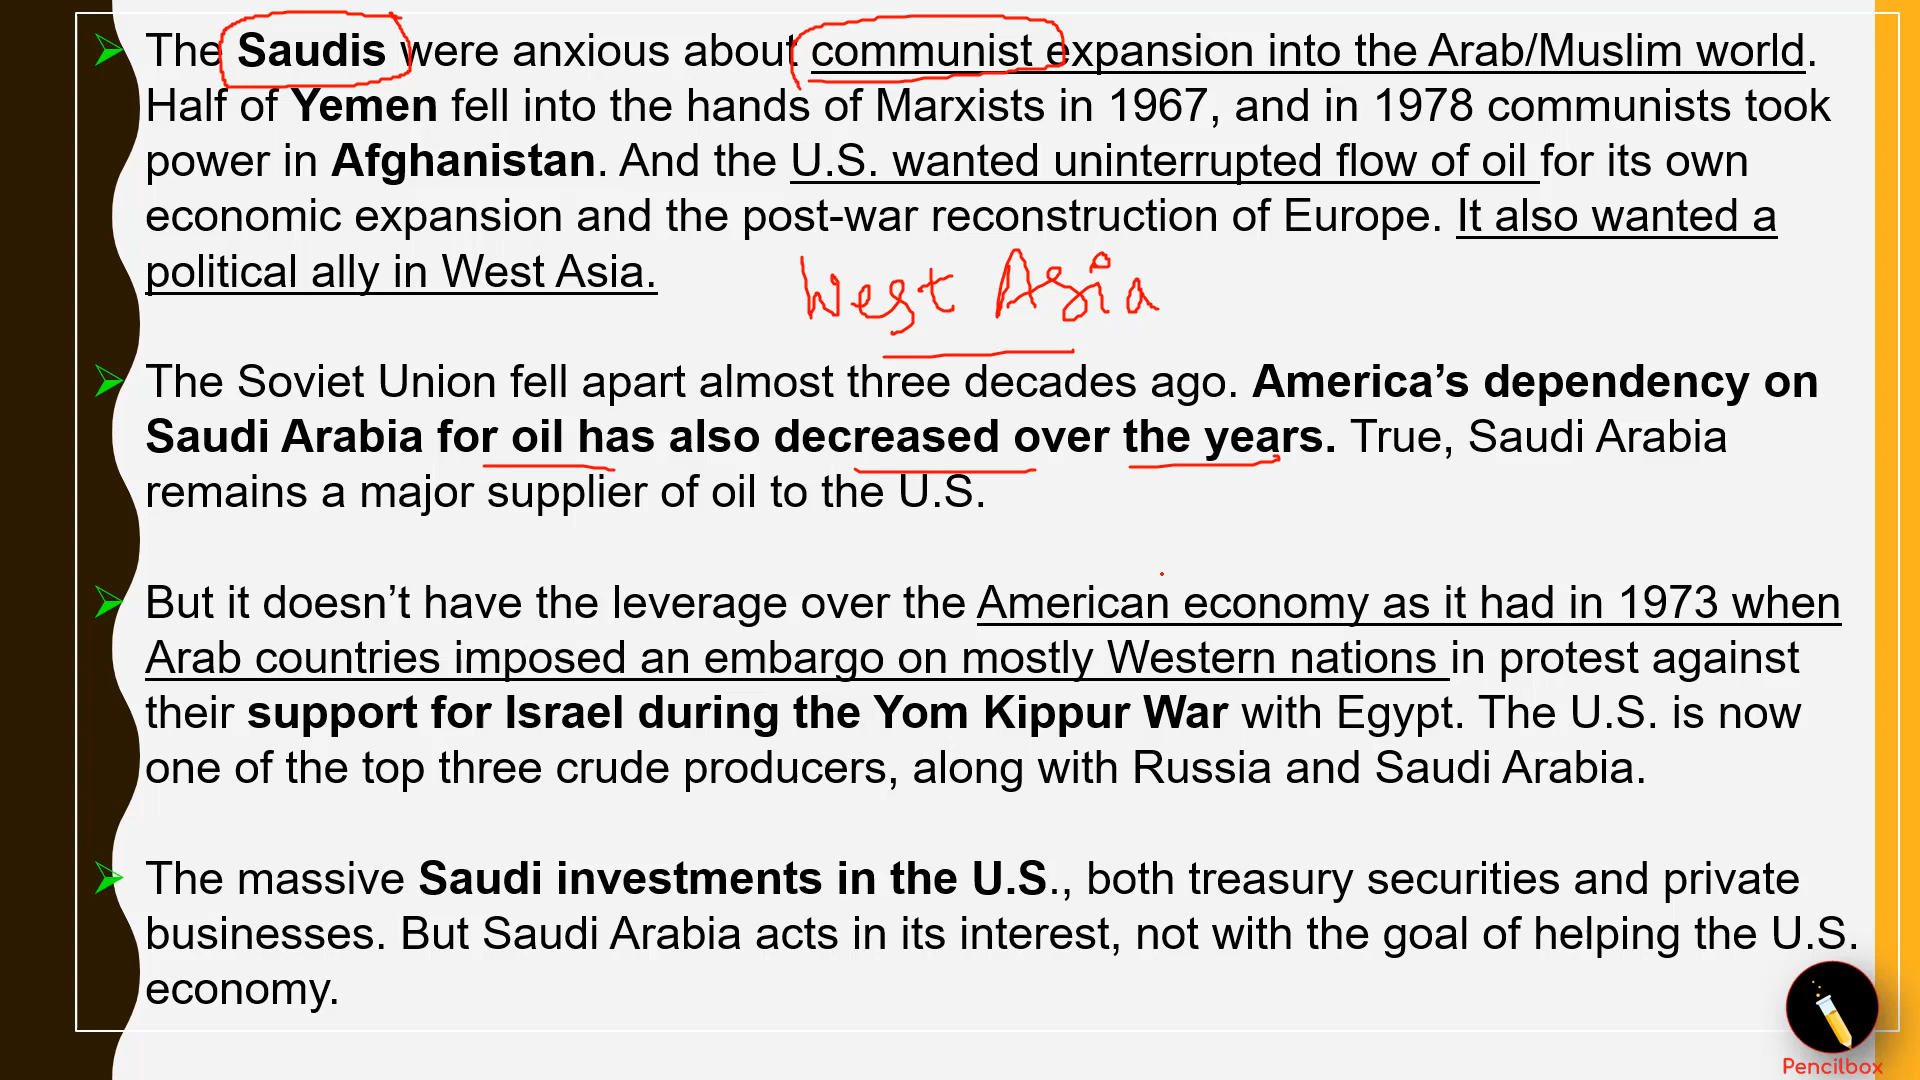 The Saudis were anxious about communist expansion into the Arab/Muslim world.
Half of Yemen fell into the hands of Marxists in 1967, and in 1978 communists took
power in Afghanistan. And the U.S. wanted uninterrupted flow of oil for its own
economic expansion and the post-war reconstruction of Europe. It also wanted a
political ally in West Asia.
West Asia
The Soviet Union fell apart almost three decades ago. America’s dependency on
Saudi Arabia for oil has also decreased over the years. True, Saudi Arabia
remains a major supplier of oil to the U.S.
But it doesn’t have the leverage over the American economy as it had in 1973 when
Arab countries imposed an embargo on mostly Western nations in protest against
their support for Israel during the Yom Kippur War with Egypt. The U.S. is now
one of the top three crude producers, along with Russia and Saudi Arabia.
The massive Saudi investments in the U.S., both treasury securities and private
businesses. But Saudi Arabia acts in its interest, not with the goal of helping the U.S.
economy.
Pencilbox